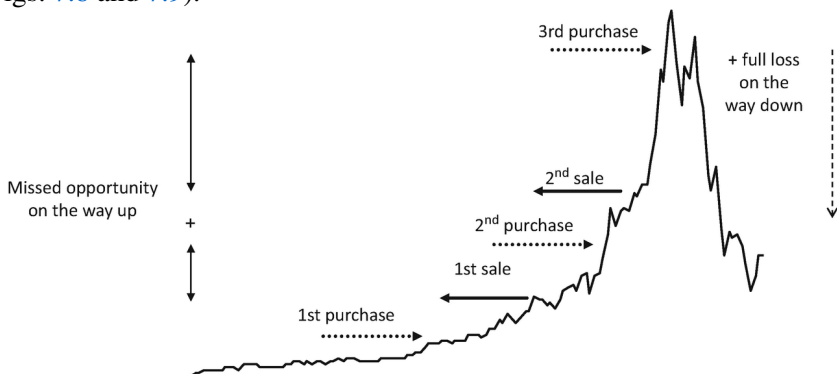 igs. 7.8 and 7.9).
3rd purchase
+ full loss
on the
way down
2nd sale
Missed opportunity
on the way up
+
2nd purchase
1st sale
1st purchase